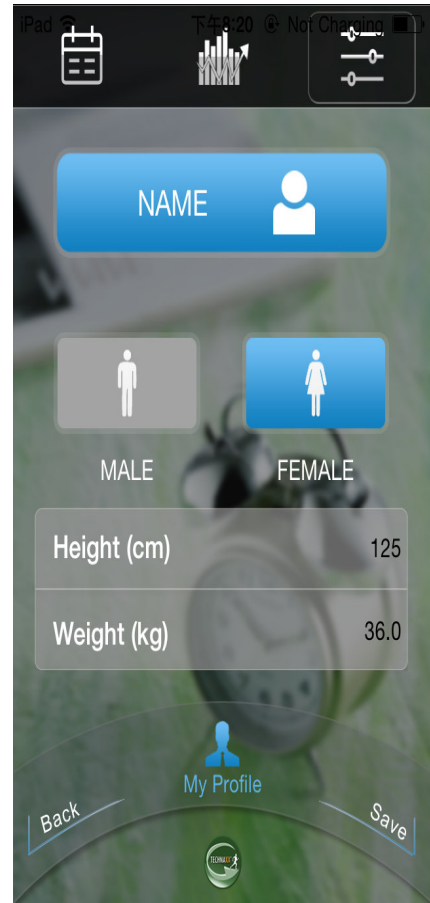 iPad 下午8:20 Not Charging
NAME
MALE FEMALE
Height (cm) 125
Weight (kg) 36.0
My Profile
Back Save
TECHNAXX